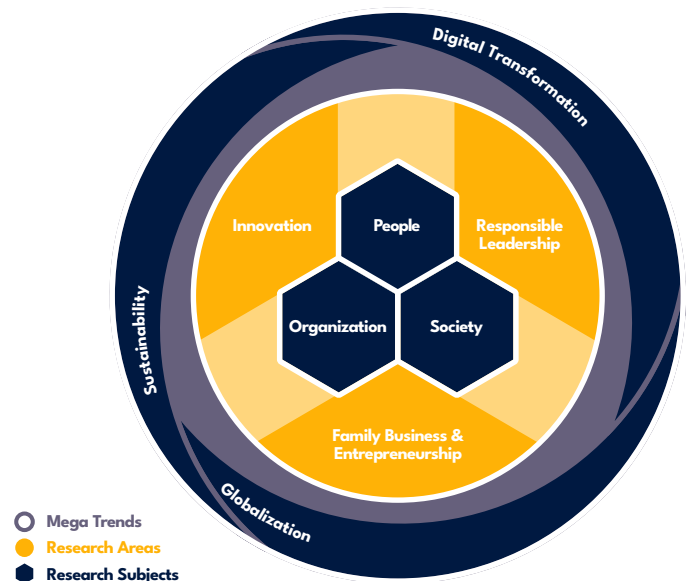 Digital Transformation
Innovation
People
Responsible
Leadership
Sustainability
Organization
Society
Family Business &
Entrepreneurship
Globalization
Mega Trends
Research Areas
Research Subjects